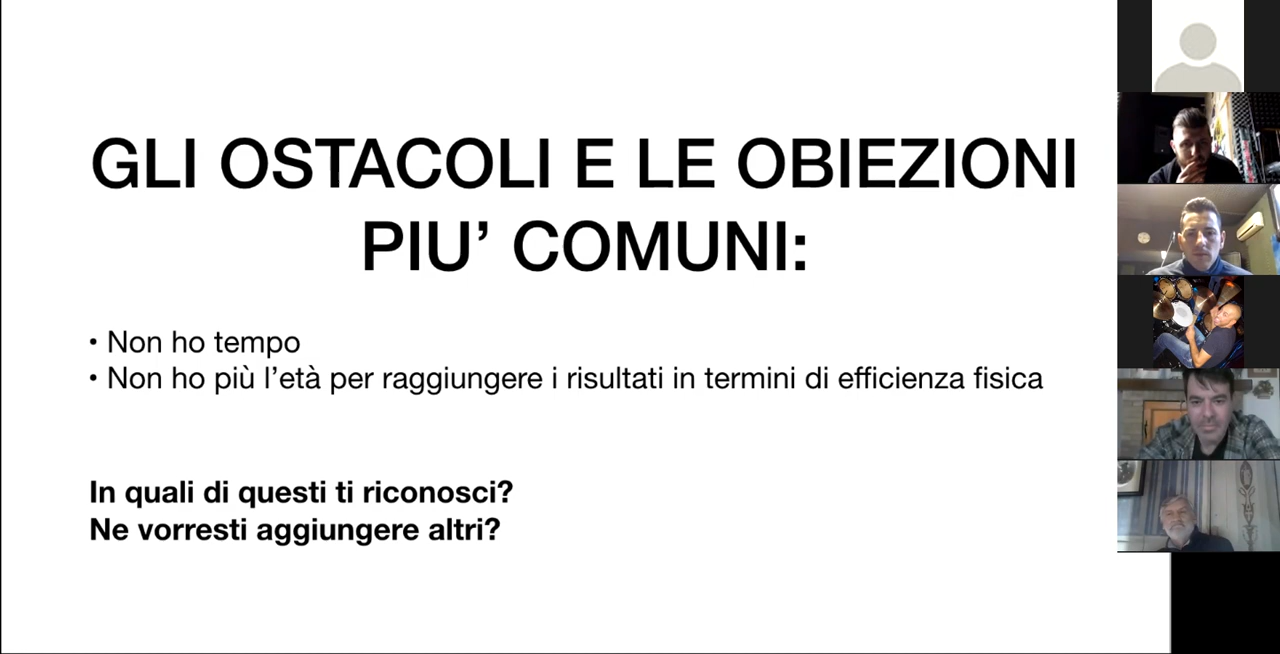 GLI OSTACOLI E LE OBIEZIONI
PIU’ COMUNI:
• Non ho tempo
• Non ho più l’età per raggiungere i risultati in termini di efficienza fisica
In quali di questi ti riconosci?
Ne vorresti aggiungere altri?